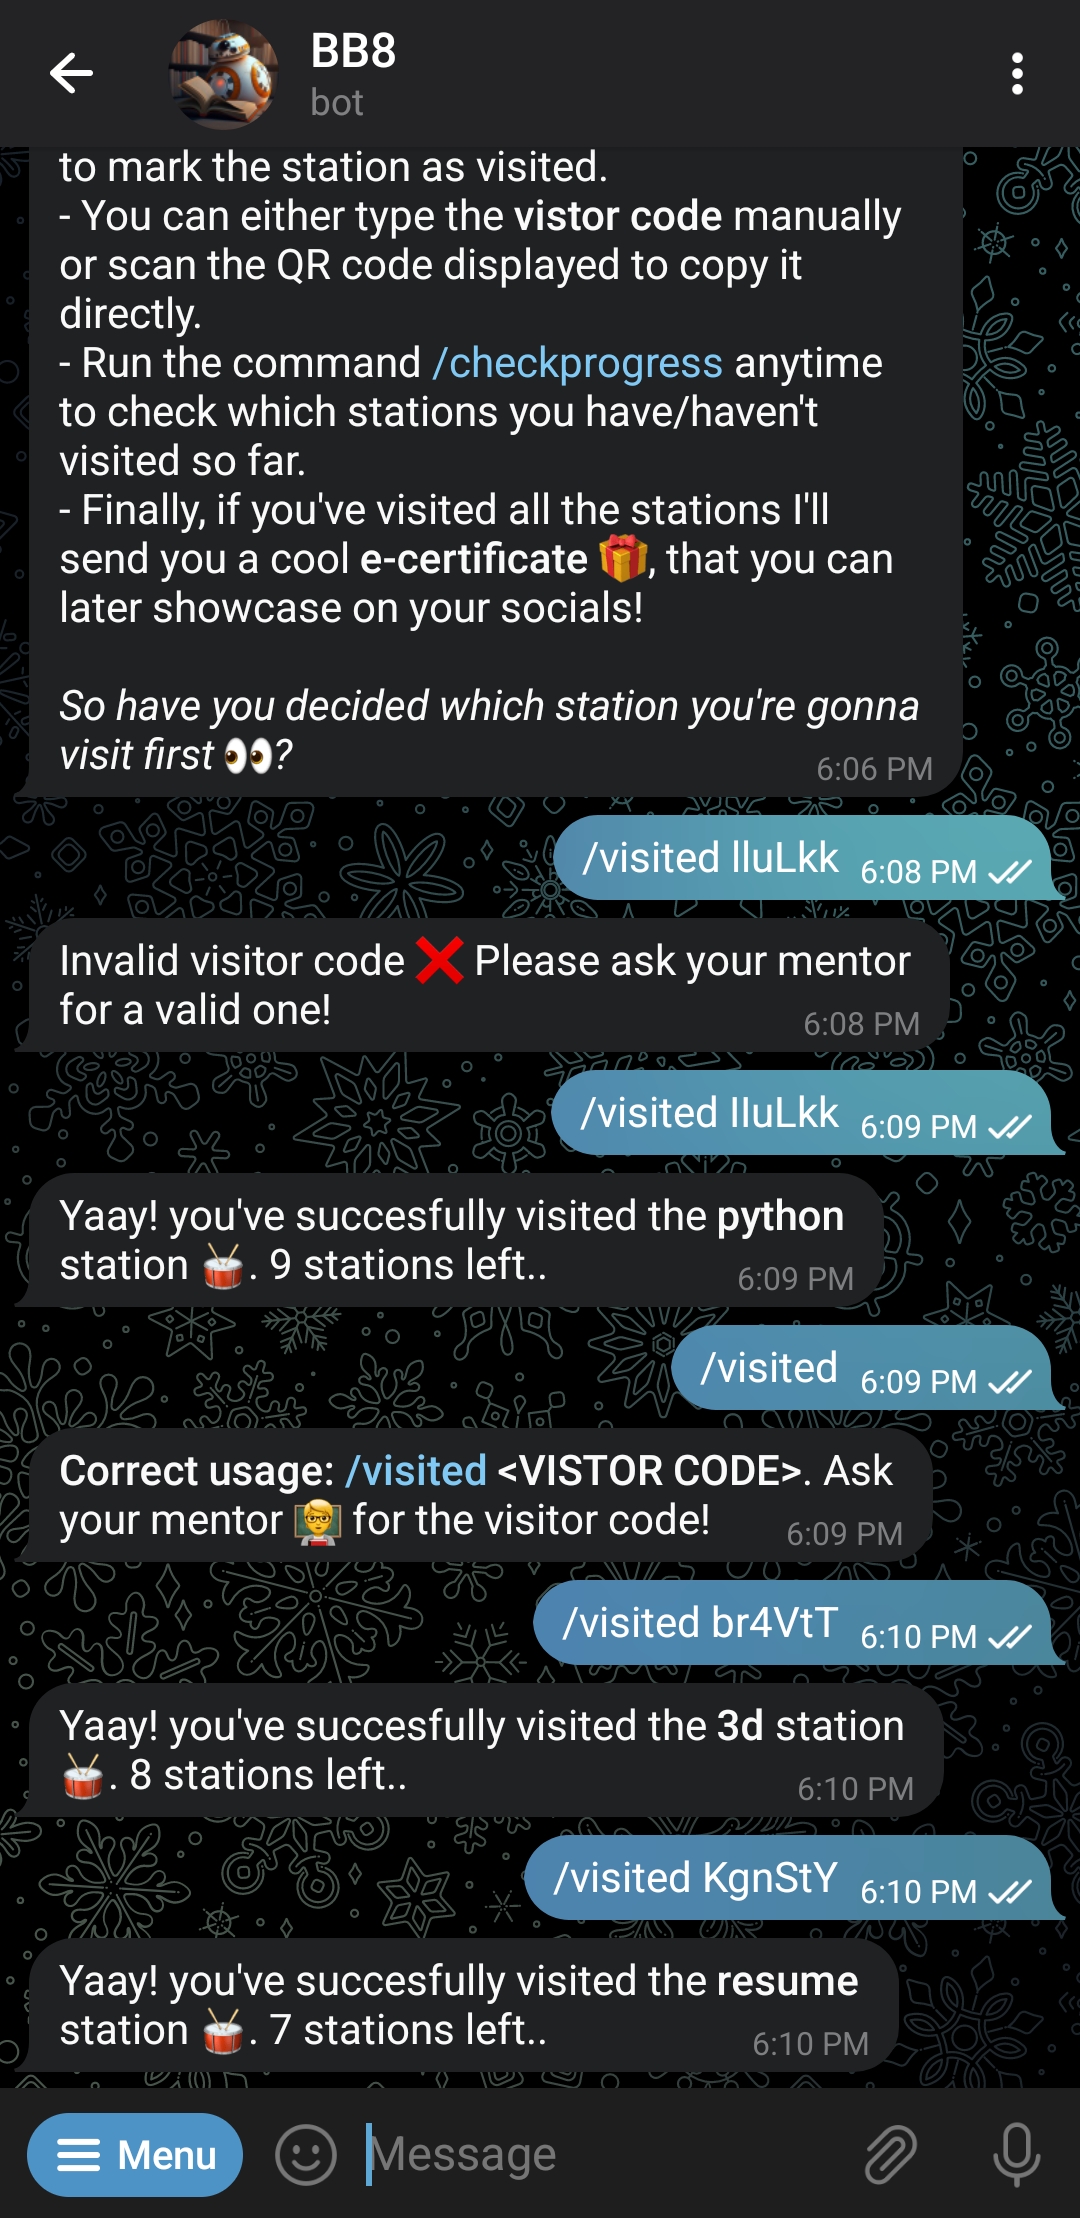 BB8
bot
to mark the station as visited.
- You can either type the vistor code manually
or scan the QR code displayed to copy it
directly.
- Run the command /checkprogress anytime
to check which stations you have/haven't
visited so far.
- Finally, if you've visited all the stations I'll
send you a cool e-certificate 🎁, that you can
later showcase on your socials!
So have you decided which station you're gonna
visit first 👀?
6:06 PM
/visited lluLkk 6:08 PM
Invalid visitor code ❌ Please ask your mentor
for a valid one!
6:08 PM
/visited IIuLkk 6:09 PM
Yaay! you've succesfully visited the python
station 🥁. 9 stations left..
6:09 PM
/visited 6:09 PM
Correct usage: /visited <VISTOR CODE>. Ask
your mentor 👨‍🏫 for the visitor code!
6:09 PM
/visited br4VtT 6:10 PM
Yaay! you've succesfully visited the 3d station
🥁. 8 stations left..
6:10 PM
/visited KgnStY 6:10 PM
Yaay! you've succesfully visited the resume
station 🥁. 7 stations left..
6:10 PM
Menu
Message